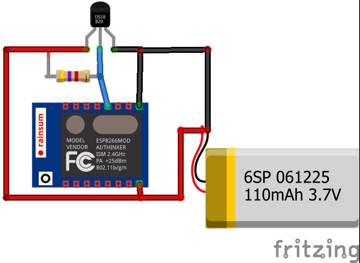 DS18
B20
rainsum
MODEL
VENDOR
ESP8266MOD
AI/THINKER
ISM 2.4GHz
PA +25dBm
802.11b/g/n
FC
6SP 061225
110mAh 3.7V
fritzing